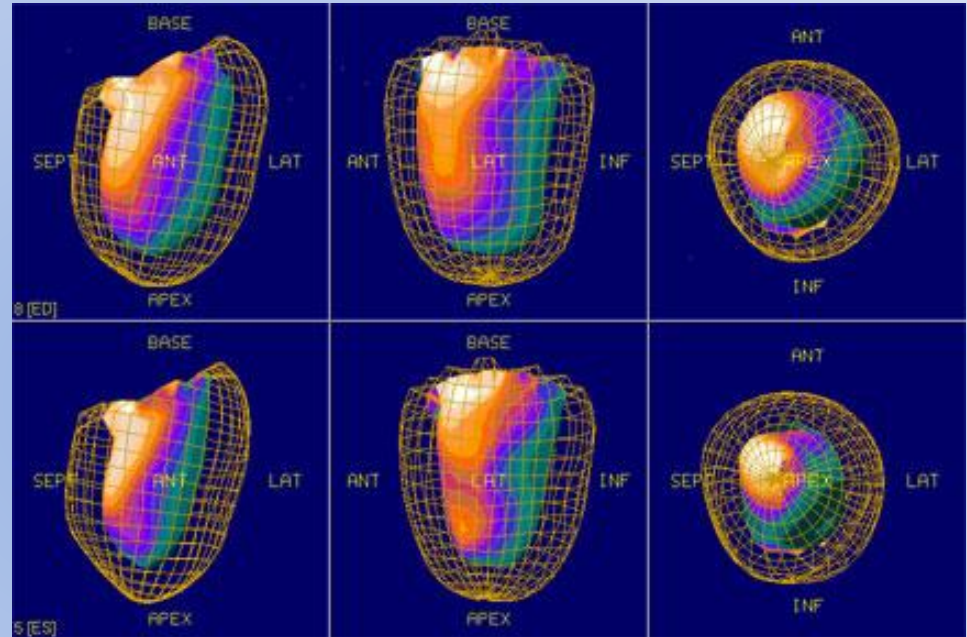 BASE
SEPT ANT LAT
APEX
8 [ED]
BASE
ANT LAT INF
APEX
ANT
SEPT APEX LAT
INF
BASE
SEPT ANT LAT
APEX
5 [ES]
BASE
ANT LAT INF
APEX
ANT
SEPT APEX LAT
INF